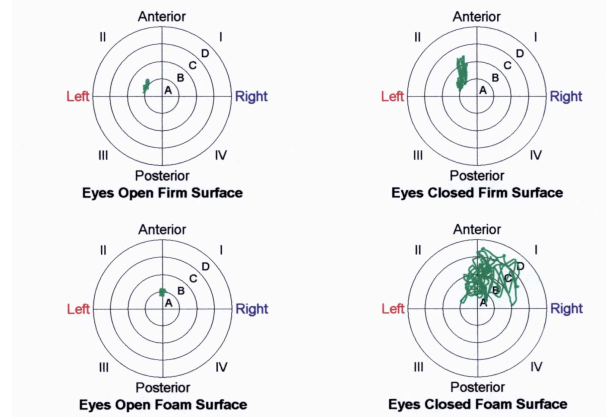 Anterior
II I
D
C
B
A
Left Right
III IV
Posterior
Eyes Open Firm Surface
Anterior
II I
D
C
B
A
Left Right
III IV
Posterior
Eyes Closed Firm Surface
Anterior
II I
D
C
B
A
Left Right
III IV
Posterior
Eyes Open Foam Surface
Anterior
II I
D
C
B
A
Left Right
III IV
Posterior
Eyes Closed Foam Surface